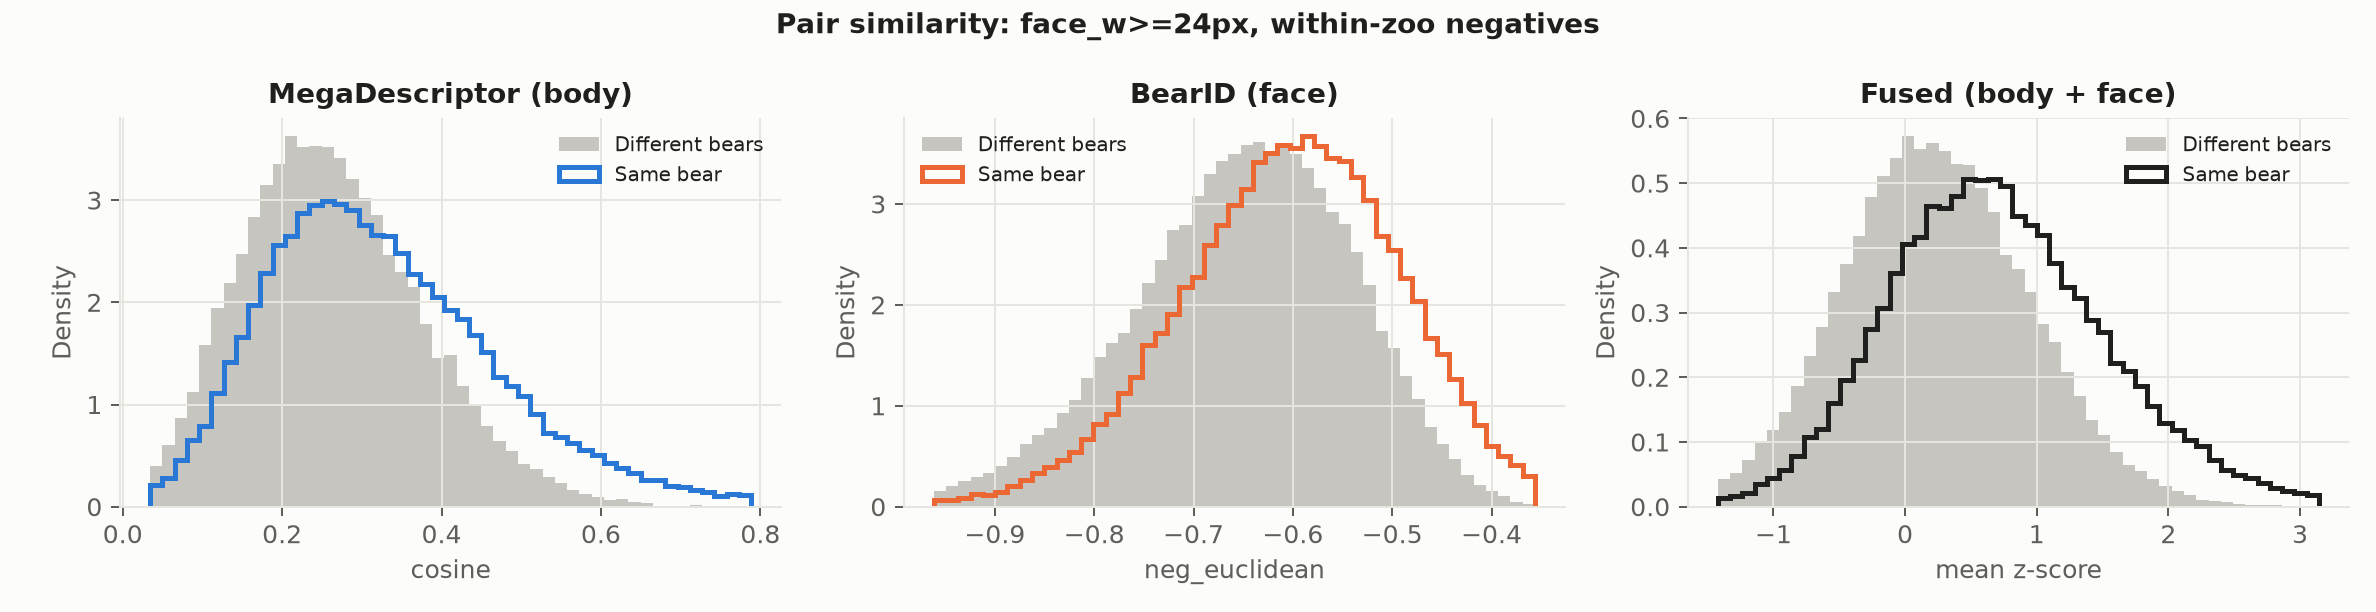 Pair similarity: face_w>=24px, within-zoo negatives
MegaDescriptor (body)
Different bears
Same bear
Density
3
2
1
0
0.0 0.2 0.4 0.6 0.8
cosine
BearID (face)
Different bears
Same bear
Density
3
2
1
0
−0.9 −0.8 −0.7 −0.6 −0.5 −0.4
neg_euclidean
Fused (body + face)
Different bears
Same bear
Density
0.6
0.5
0.4
0.3
0.2
0.1
0.0
−1 0 1 2 3
mean z-score